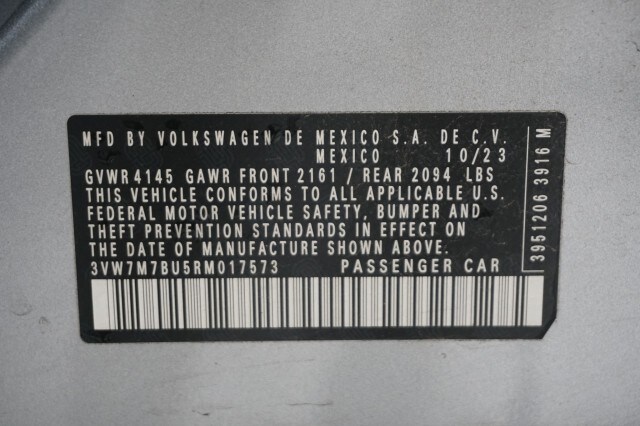 MFD BY VOLKSWAGEN DE MEXICO S.A. DE C.V.
MEXICO 10/23
GVWR 4145 GAWR FRONT 2161 / REAR 2094 LBS
THIS VEHICLE CONFORMS TO ALL APPLICABLE U.S.
FEDERAL MOTOR VEHICLE SAFETY, BUMPER AND
THEFT PREVENTION STANDARDS IN EFFECT ON
THE DATE OF MANUFACTURE SHOWN ABOVE.
3VW7M7BU5RM017573 PASSENGER CAR
3951206 3916 M